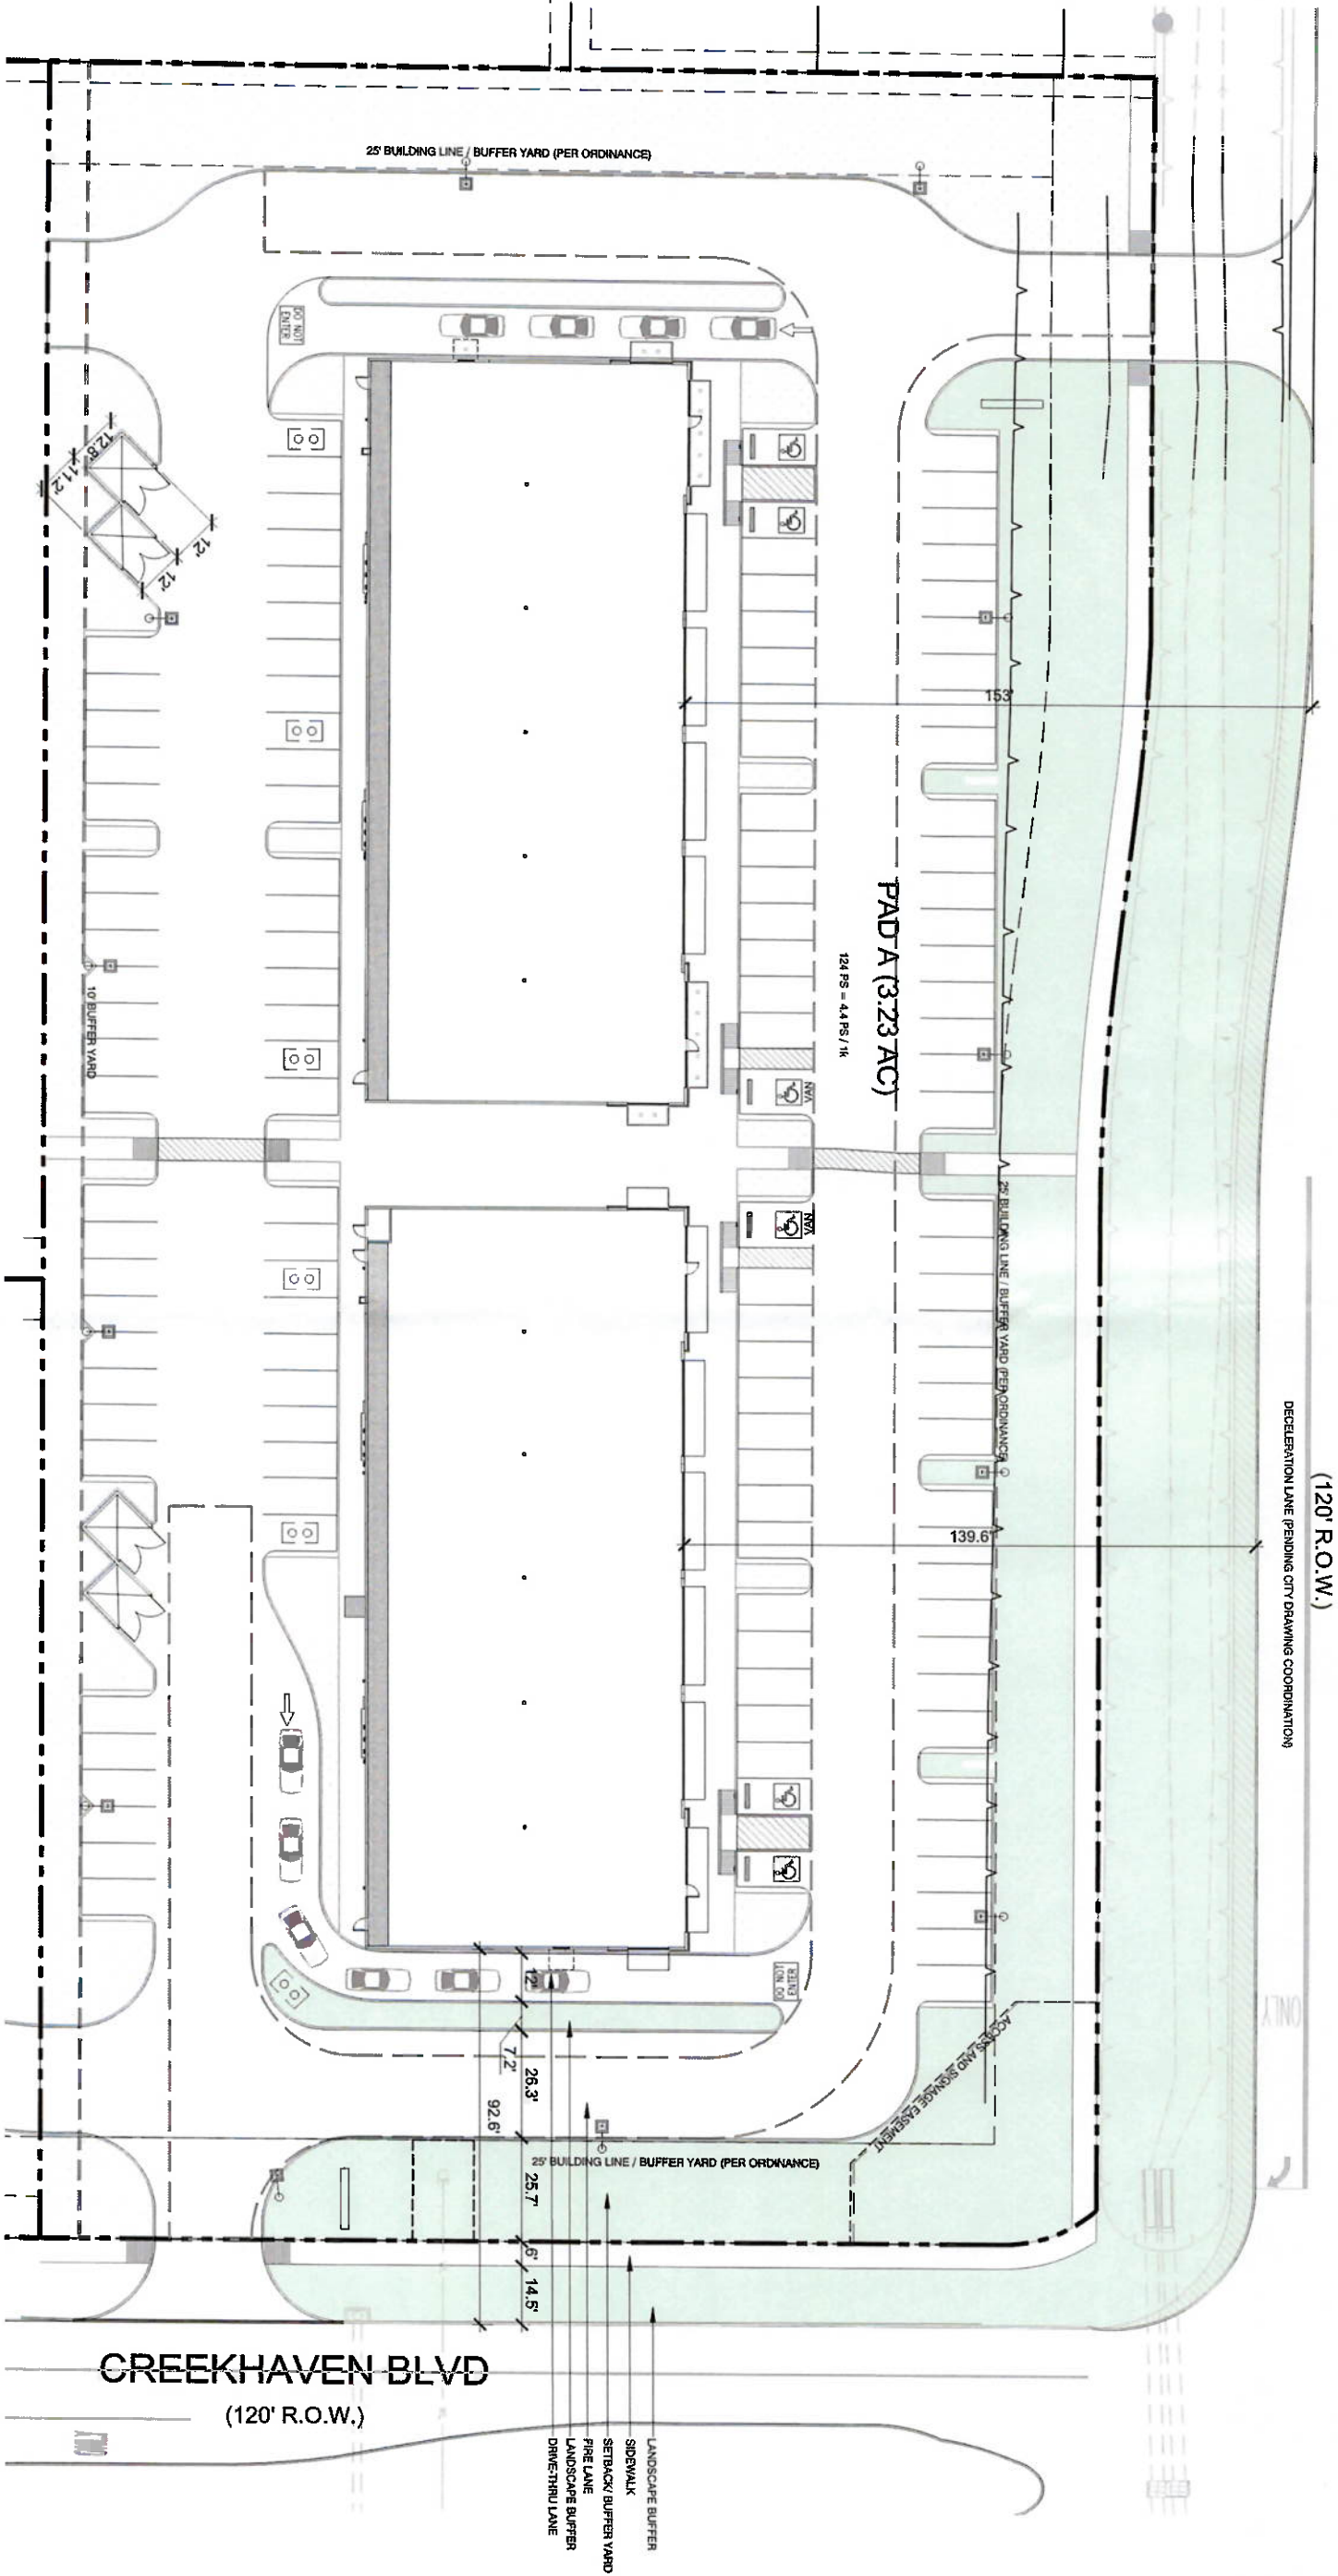 25' BUILDING LINE / BUFFER YARD (PER ORDINANCE)
DO NOT
ENTER
12.8'
11.2'
12'
12'
153'
PAD A (3.23 AC)
124 PS = 4.4 PS / 1k
10' BUFFER YARD
VAN
VAN
25' BUILDING LINE / BUFFER YARD (PER ORDINANCE)
(120' R.O.W.)
DECELERATION LANE (PENDING CITY DRAWING COORDINATION)
139.6'
DO NOT
ENTER
ONLY
ACCESS AND SIGNAGE EASEMENT
12'
7.2'
26.3'
92.6'
25' BUILDING LINE / BUFFER YARD (PER ORDINANCE)
25.7'
6'
14.5'
CREEKHAVEN BLVD
(120' R.O.W.)
LANDSCAPE BUFFER
SIDEWALK
SETBACK/ BUFFER YARD
FIRE LANE
LANDSCAPE BUFFER
DRIVE-THRU LANE